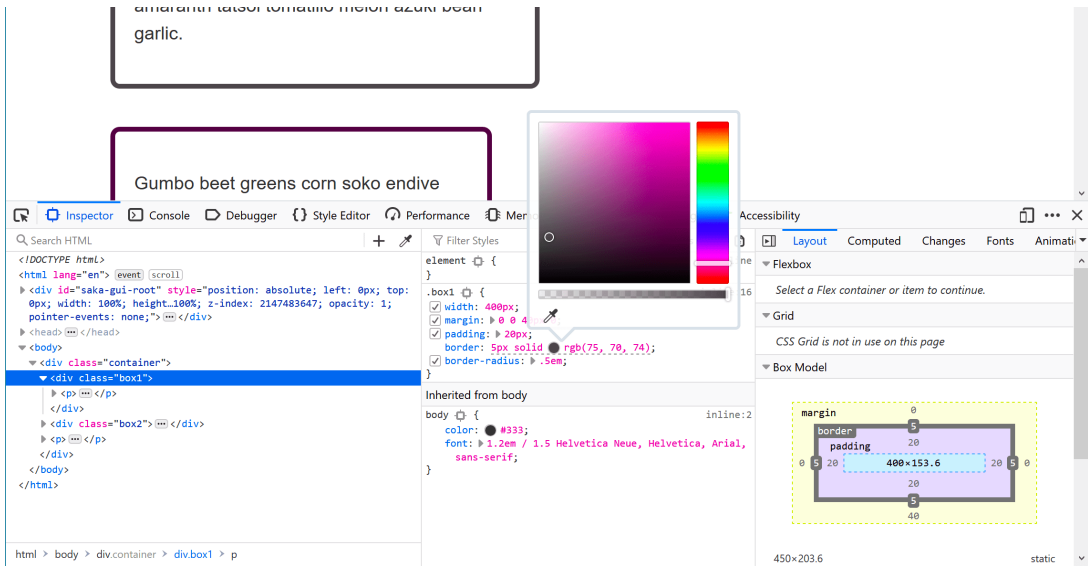 garlic.
Gumbo beet greens corn soko endive
Inspector Console Debugger {} Style Editor Performance Accessibility
Search HTML
<!DOCTYPE html>
<html lang="en"> event scroll
<div id="saka-gui-root" style="position: absolute; left: 0px; top:
0px; width: 100%; height…100%; z-index: 2147483647; opacity: 1;
pointer-events: none;"> </div>
<head> </head>
<body>
<div class="container">
<div class="box1">
<p> </p>
</div>
<div class="box2"> </div>
<p> </p>
</div>
</body>
</html>
html > body > div.container > div.box1 > p
Filter Styles
element {
}
.box1 { 16
width: 400px;
margin: 0 0 4
padding: 20px;
border: 5px solid rgb(75, 70, 74);
border-radius: .5em;
}
Inherited from body
body { inline:2
color: #333;
font: 1.2em / 1.5 Helvetica Neue, Helvetica, Arial,
sans-serif;
}
Layout Computed Changes Fonts
Flexbox
Select a Flex container or item to continue.
Grid
CSS Grid is not in use on this page
Box Model
margin 0
border 5
padding 20
0 5 20 400×153.6 20 5 0
20
5
40
450×203.6 static